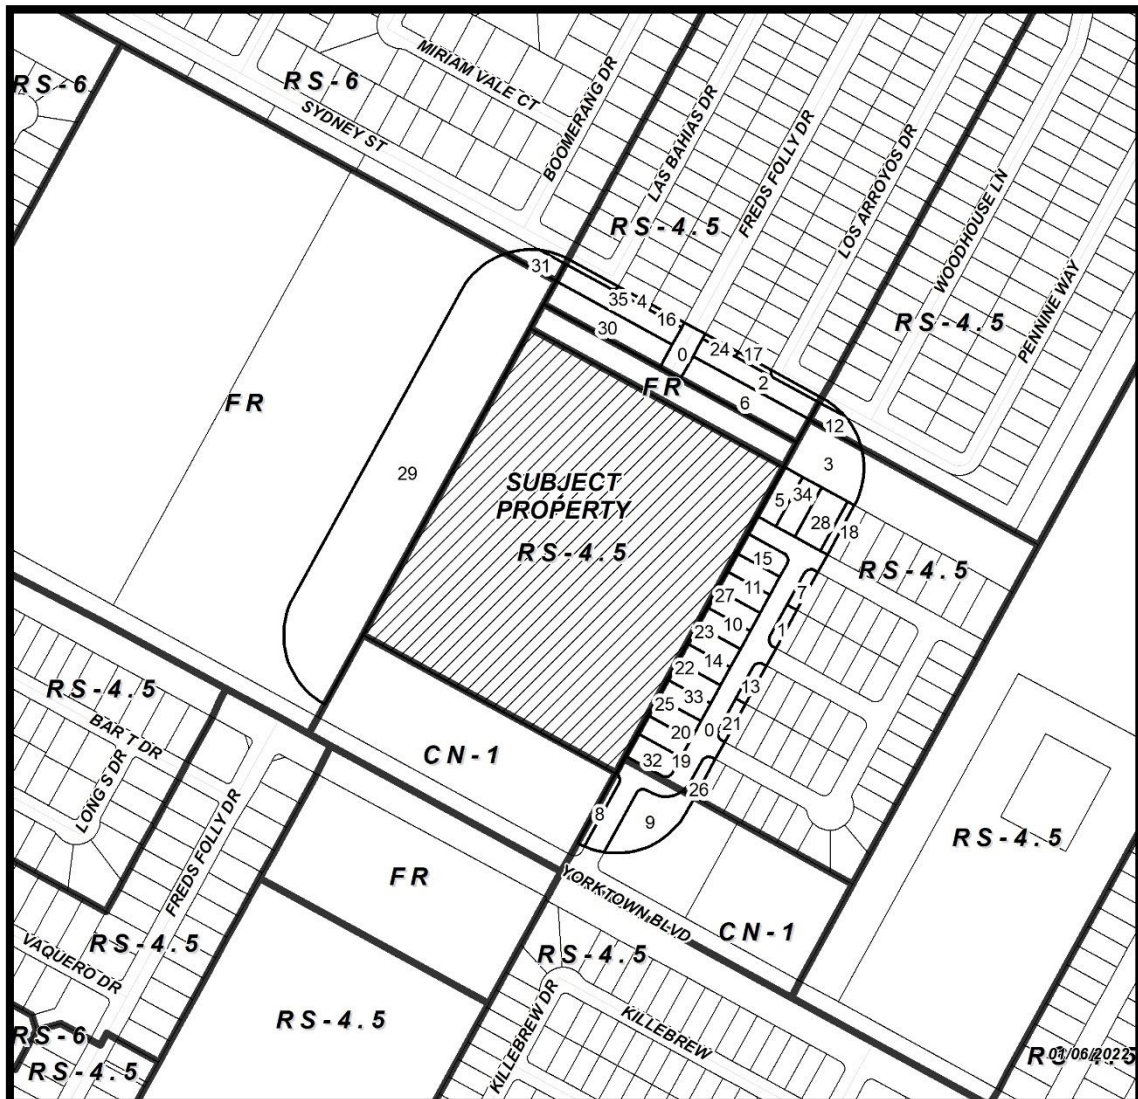 MIRIAM VALE CT
RS-6
RS-6
SYDNEY ST
BOOMERANG DR
LAS BAHIAS DR
FREDS FOLLY DR
LOS ARROYOS DR
WOODHOUSE LN
PENNINE WAY
RS-4.5
RS-4.5
31
35
4
16
30
0
24
17
2
FR
6
12
FR
3
29
SUBJECT
PROPERTY
RS-4.5
5
34
28
18
RS-4.5
15
7
27
11
23
10
1
22
14
13
25
33
20
0
21
32
19
26
8
9
RS-4.5
BAR T DR
LONG S DR
CN-1
FREDS FOLLY DR
FR
RS-4.5
YORKTOWN BLVD
CN-1
RS-4.5
VAQUERO DR
RS-4.5
RS-4.5
RS-6
RS-4.5
KILLEBREW DR
KILLEBREW
RS-4.5
01/06/2022